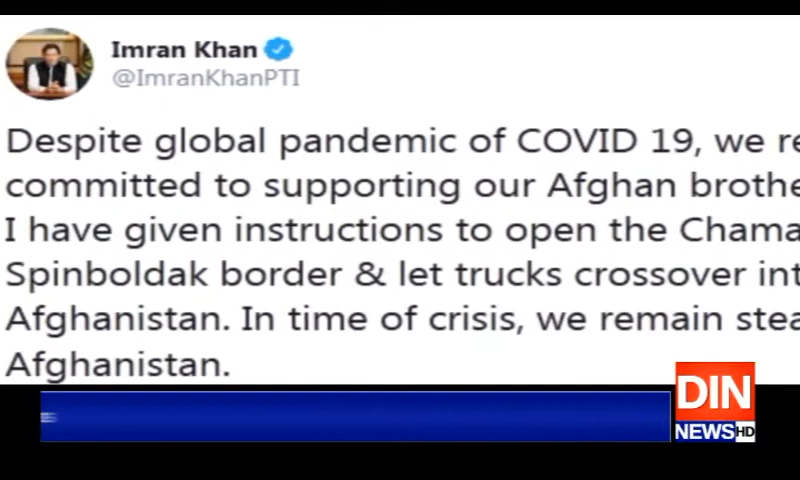 Imran Khan
@ImranKhanPTI
Despite global pandemic of COVID 19, we re
committed to supporting our Afghan brothe
I have given instructions to open the Chama
Spinboldak border & let trucks crossover int
Afghanistan. In time of crisis, we remain stea
Afghanistan.
DIN
NEWS HD